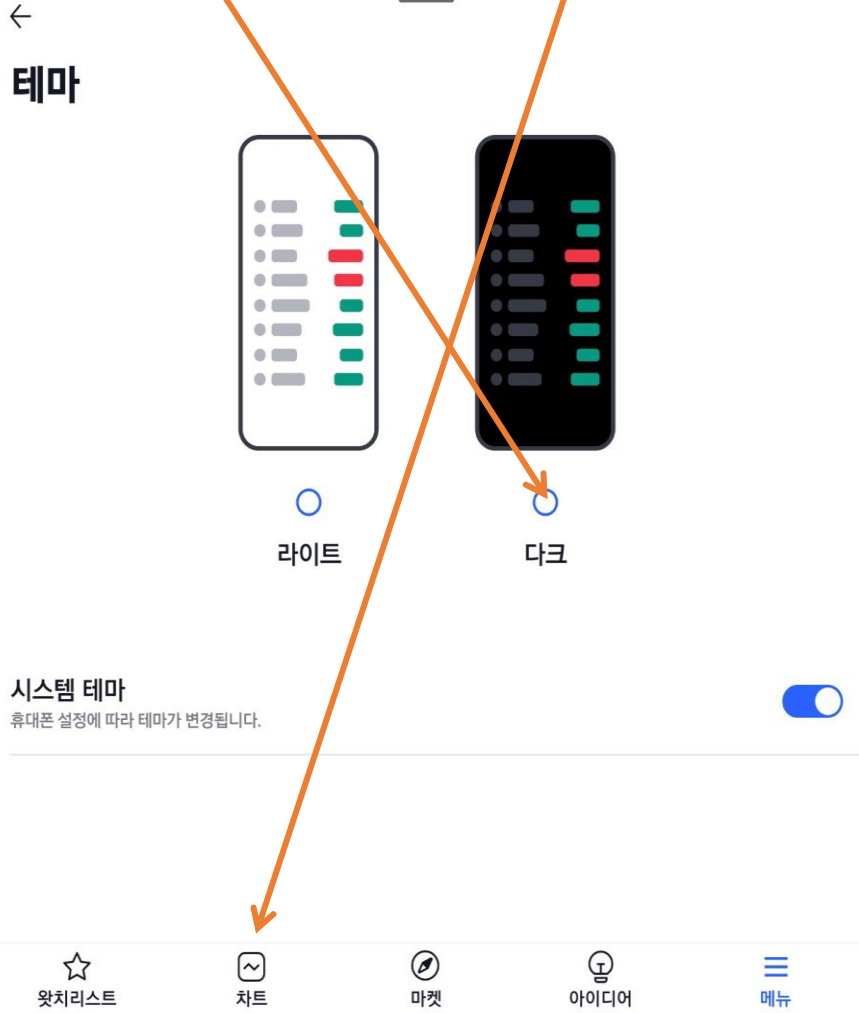 테마
라이트
다크
시스템 테마
휴대폰 설정에 따라 테마가 변경됩니다.
왓치리스트
차트
마켓
아이디어
메뉴